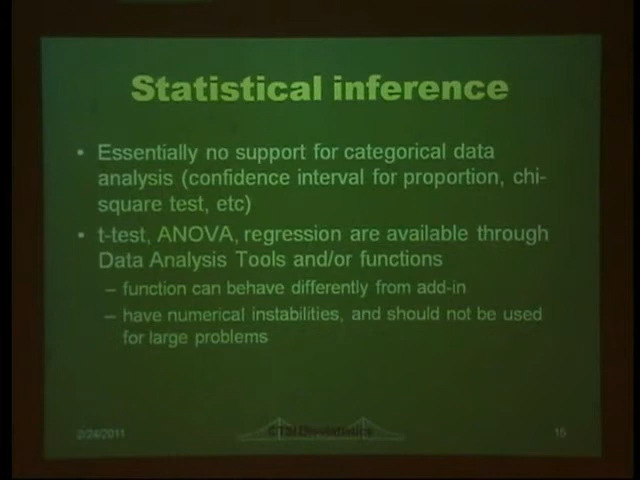 Statistical inference
• Essentially no support for categorical data
analysis (confidence interval for proportion, chi-
square test, etc)
• t-test, ANOVA, regression are available through
Data Analysis Tools and/or functions
– function can behave differently from add-in
– have numerical instabilities, and should not be used
for large problems
2/24/2011
CTSI Biostatistics
15